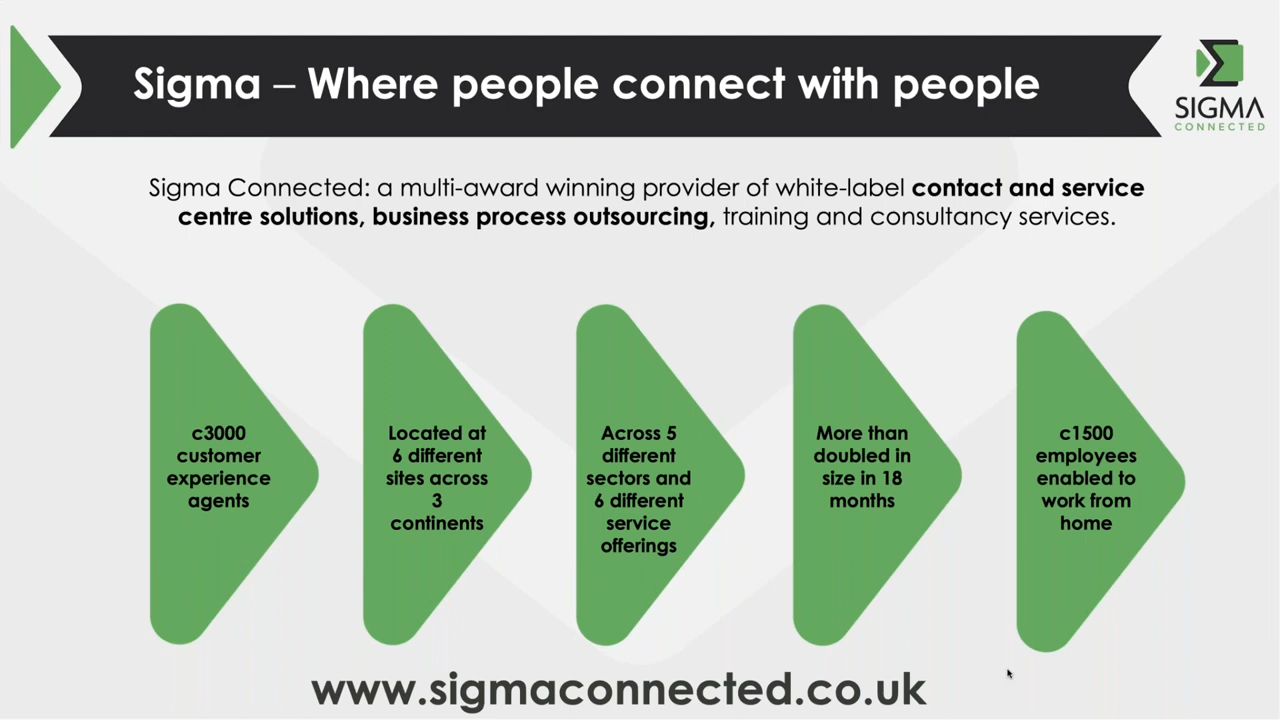 Sigma – Where people connect with people
SIGMA
CONNECTED
Sigma Connected: a multi-award winning provider of white-label contact and service
centre solutions, business process outsourcing, training and consultancy services.
c3000
customer
experience
agents
Located at
6 different
sites across
3
continents
Across 5
different
sectors and
6 different
service
offerings
More than
doubled in
size in 18
months
c1500
employees
enabled to
work from
home
www.sigmaconnected.co.uk